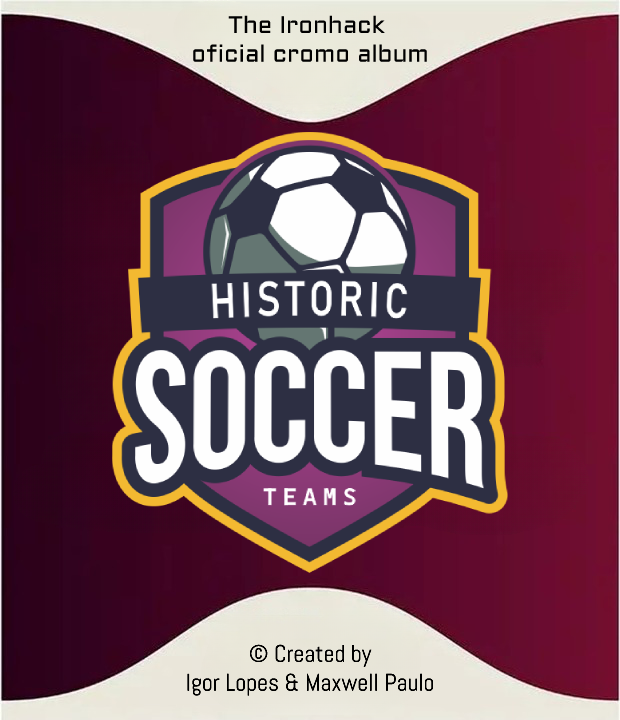 The Ironhack
oficial cromo album
HISTORIC
SOCCER
TEAMS
© Created by
Igor Lopes & Maxwell Paulo